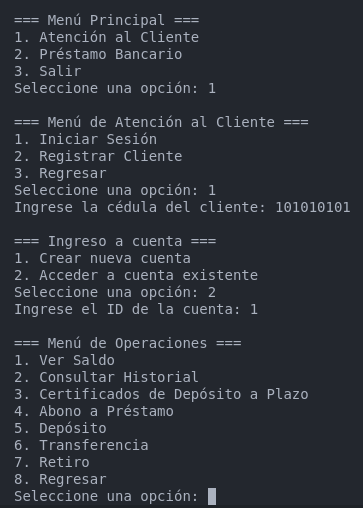 === Menú Principal ===
1. Atención al Cliente
2. Préstamo Bancario
3. Salir
Seleccione una opción: 1
=== Menú de Atención al Cliente ===
1. Iniciar Sesión
2. Registrar Cliente
3. Regresar
Seleccione una opción: 1
Ingrese la cédula del cliente: 101010101
=== Ingreso a cuenta ===
1. Crear nueva cuenta
2. Acceder a cuenta existente
Seleccione una opción: 2
Ingrese el ID de la cuenta: 1
=== Menú de Operaciones ===
1. Ver Saldo
2. Consultar Historial
3. Certificados de Depósito a Plazo
4. Abono a Préstamo
5. Depósito
6. Transferencia
7. Retiro
8. Regresar
Seleccione una opción: